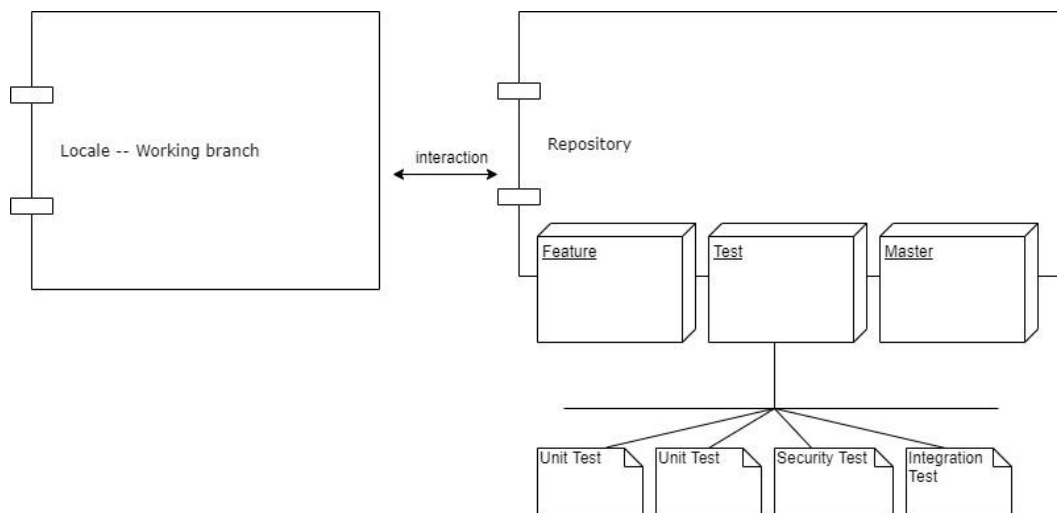 Locale -- Working branch
interaction
Repository
Feature
Test
Master
Unit Test
Unit Test
Security Test
Integration
Test